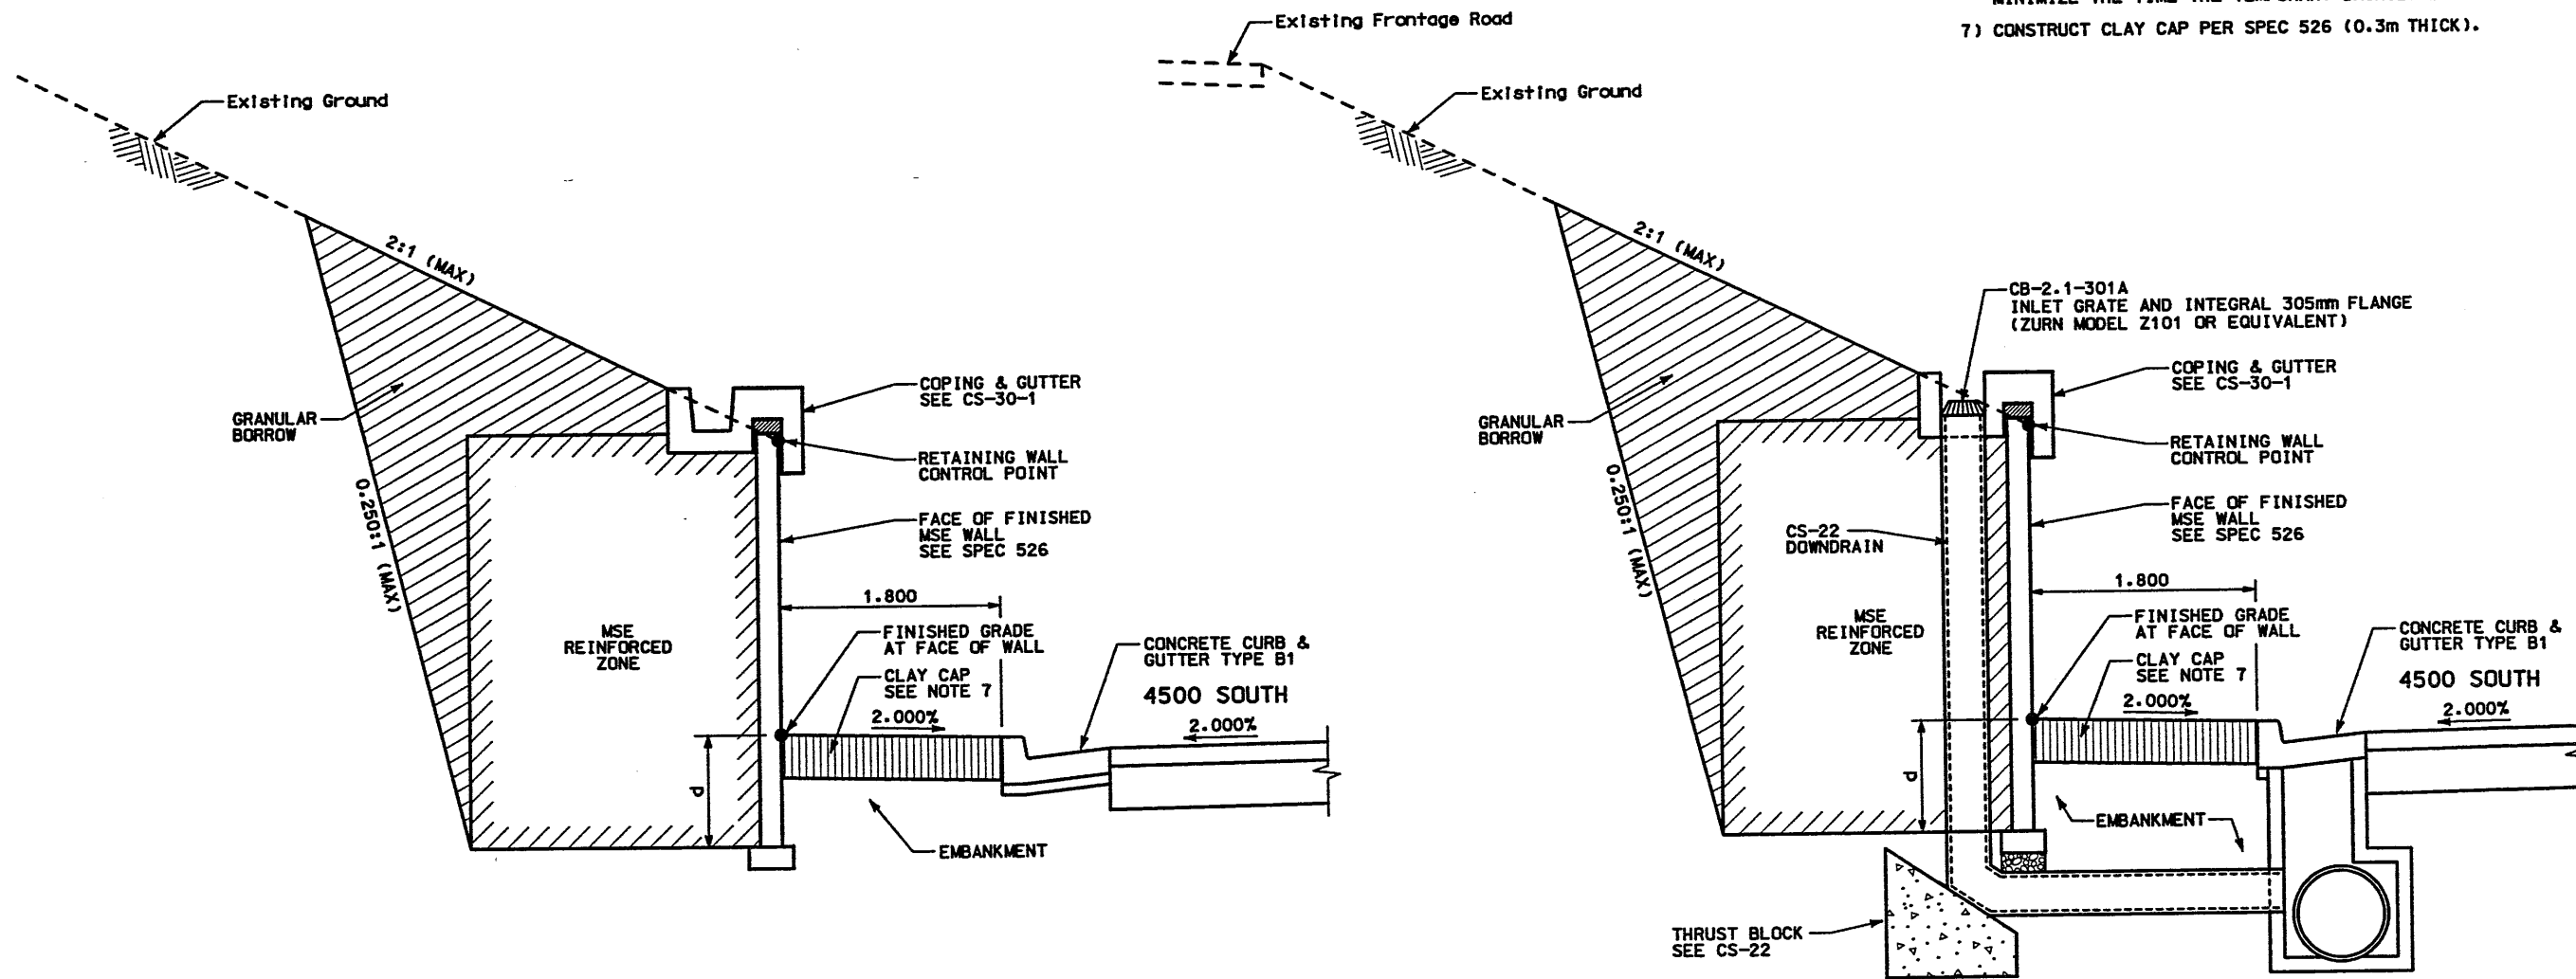 7) CONSTRUCT CLAY CAP PER SPEC 526 (0.3m THICK).
Existing Ground
2:1 (MAX)
GRANULAR
BORROW
0.250:1 (MAX)
COPING & GUTTER
SEE CS-30-1
RETAINING WALL
CONTROL POINT
FACE OF FINISHED
MSE WALL
SEE SPEC 526
1.800
MSE
REINFORCED
ZONE
FINISHED GRADE
AT FACE OF WALL
CLAY CAP
SEE NOTE 7
2.000%
CONCRETE CURB &
GUTTER TYPE B1
4500 SOUTH
2.000%
d
EMBANKMENT
Existing Frontage Road
Existing Ground
2:1 (MAX)
CB-2.1-301A
INLET GRATE AND INTEGRAL 305mm FLANGE
(ZURN MODEL Z101 OR EQUIVALENT)
COPING & GUTTER
SEE CS-30-1
GRANULAR
BORROW
RETAINING WALL
CONTROL POINT
0.250:1 (MAX)
FACE OF FINISHED
MSE WALL
SEE SPEC 526
CS-22
DOWNDRAIN
1.800
MSE
REINFORCED
ZONE
FINISHED GRADE
AT FACE OF WALL
CLAY CAP
SEE NOTE 7
2.000%
CONCRETE CURB &
GUTTER TYPE B1
4500 SOUTH
2.000%
d
EMBANKMENT
THRUST BLOCK
SEE CS-22